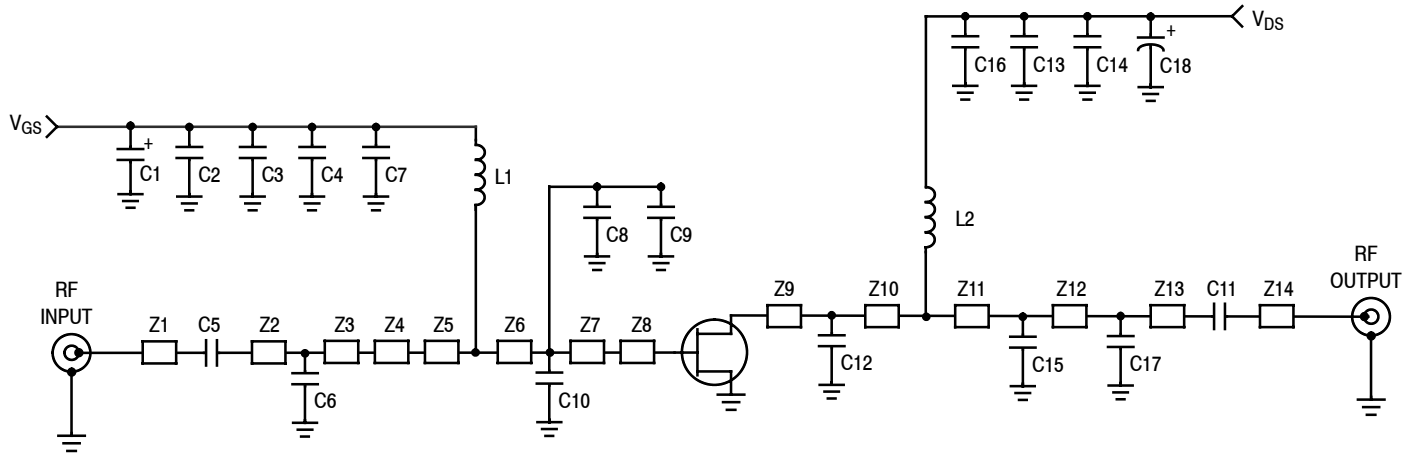 VDS
C16 C13 C14 + C18
VGS
+ C1 C2 C3 C4 C7 L1
C8 C9
L2
RF INPUT
Z1 C5 Z2 Z3 Z4 Z5 Z6 Z7 Z8
C6 C10
Z9 Z10 Z11 Z12 Z13 C11 Z14
C12 C15 C17
RF OUTPUT